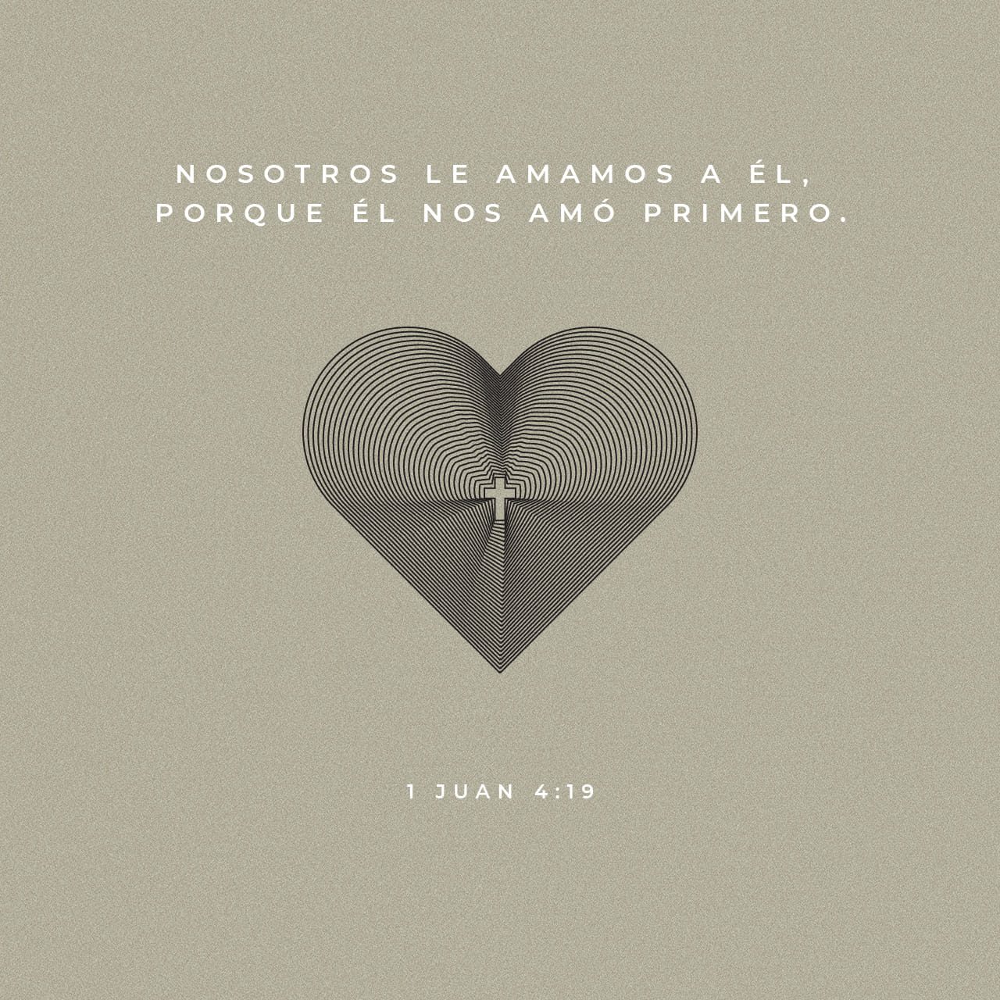 NOSOTROS LE AMAMOS A ÉL,
PORQUE ÉL NOS AMÓ PRIMERO.
1 JUAN 4:19